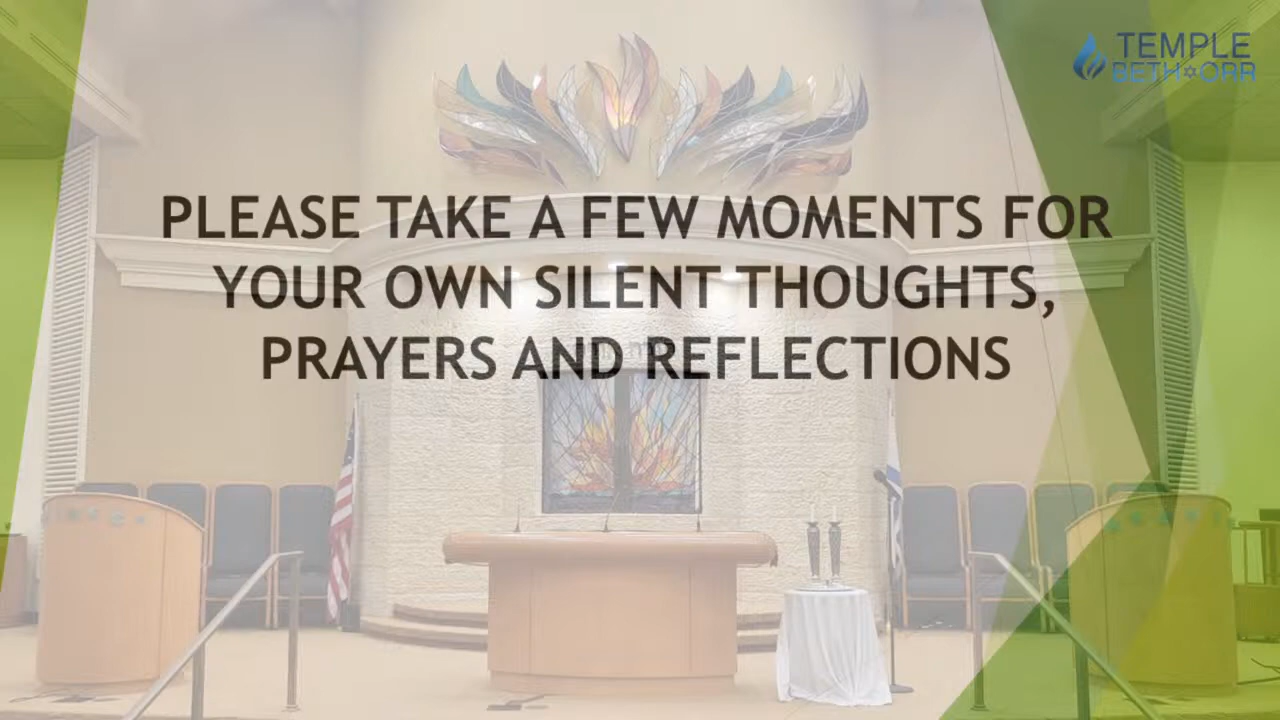 TEMPLE
BETH✡ORR
PLEASE TAKE A FEW MOMENTS FOR
YOUR OWN SILENT THOUGHTS,
PRAYERS AND REFLECTIONS